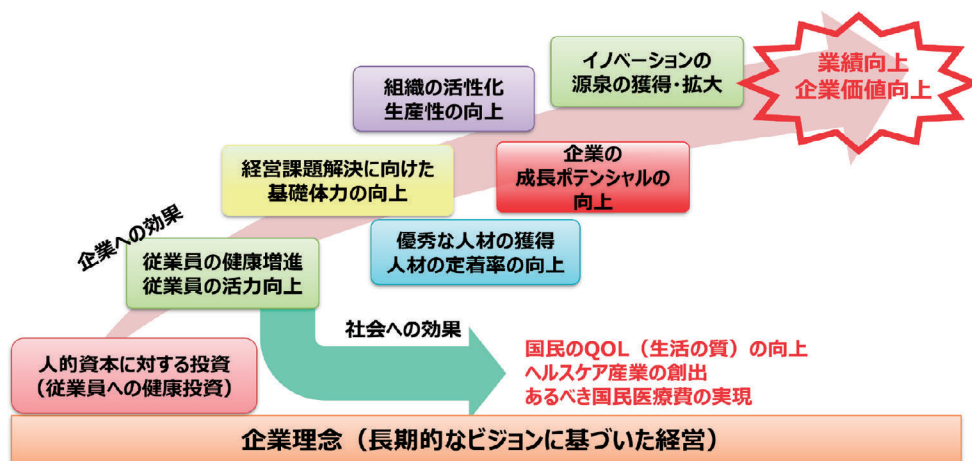 イノベーションの
源泉の獲得・拡大
業績向上
企業価値向上
組織の活性化
生産性の向上
経営課題解決に向けた
基礎体力の向上
企業の
成長ポテンシャルの
向上
企業への効果
優秀な人材の獲得
人材の定着率の向上
従業員の健康増進
従業員の活力向上
社会への効果
人的資本に対する投資
（従業員への健康投資）
国民のQOL（生活の質）の向上
ヘルスケア産業の創出
あるべき国民医療費の実現
企業理念（長期的なビジョンに基づいた経営）